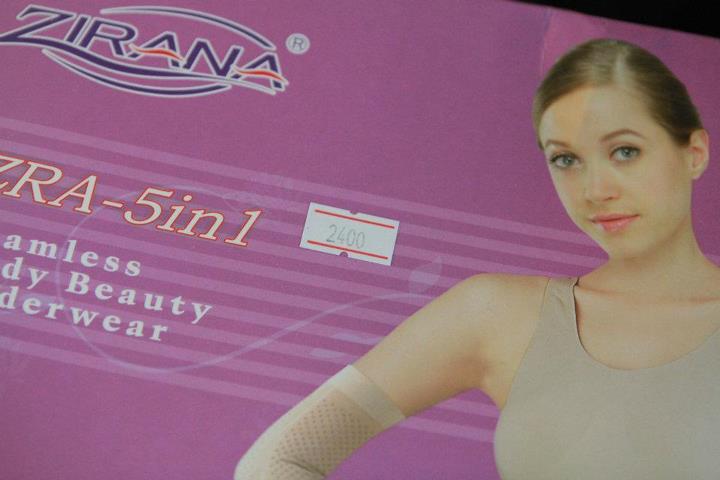 ZIRANA®
ZRA-5in1
2400
amless
dy Beauty
derwear